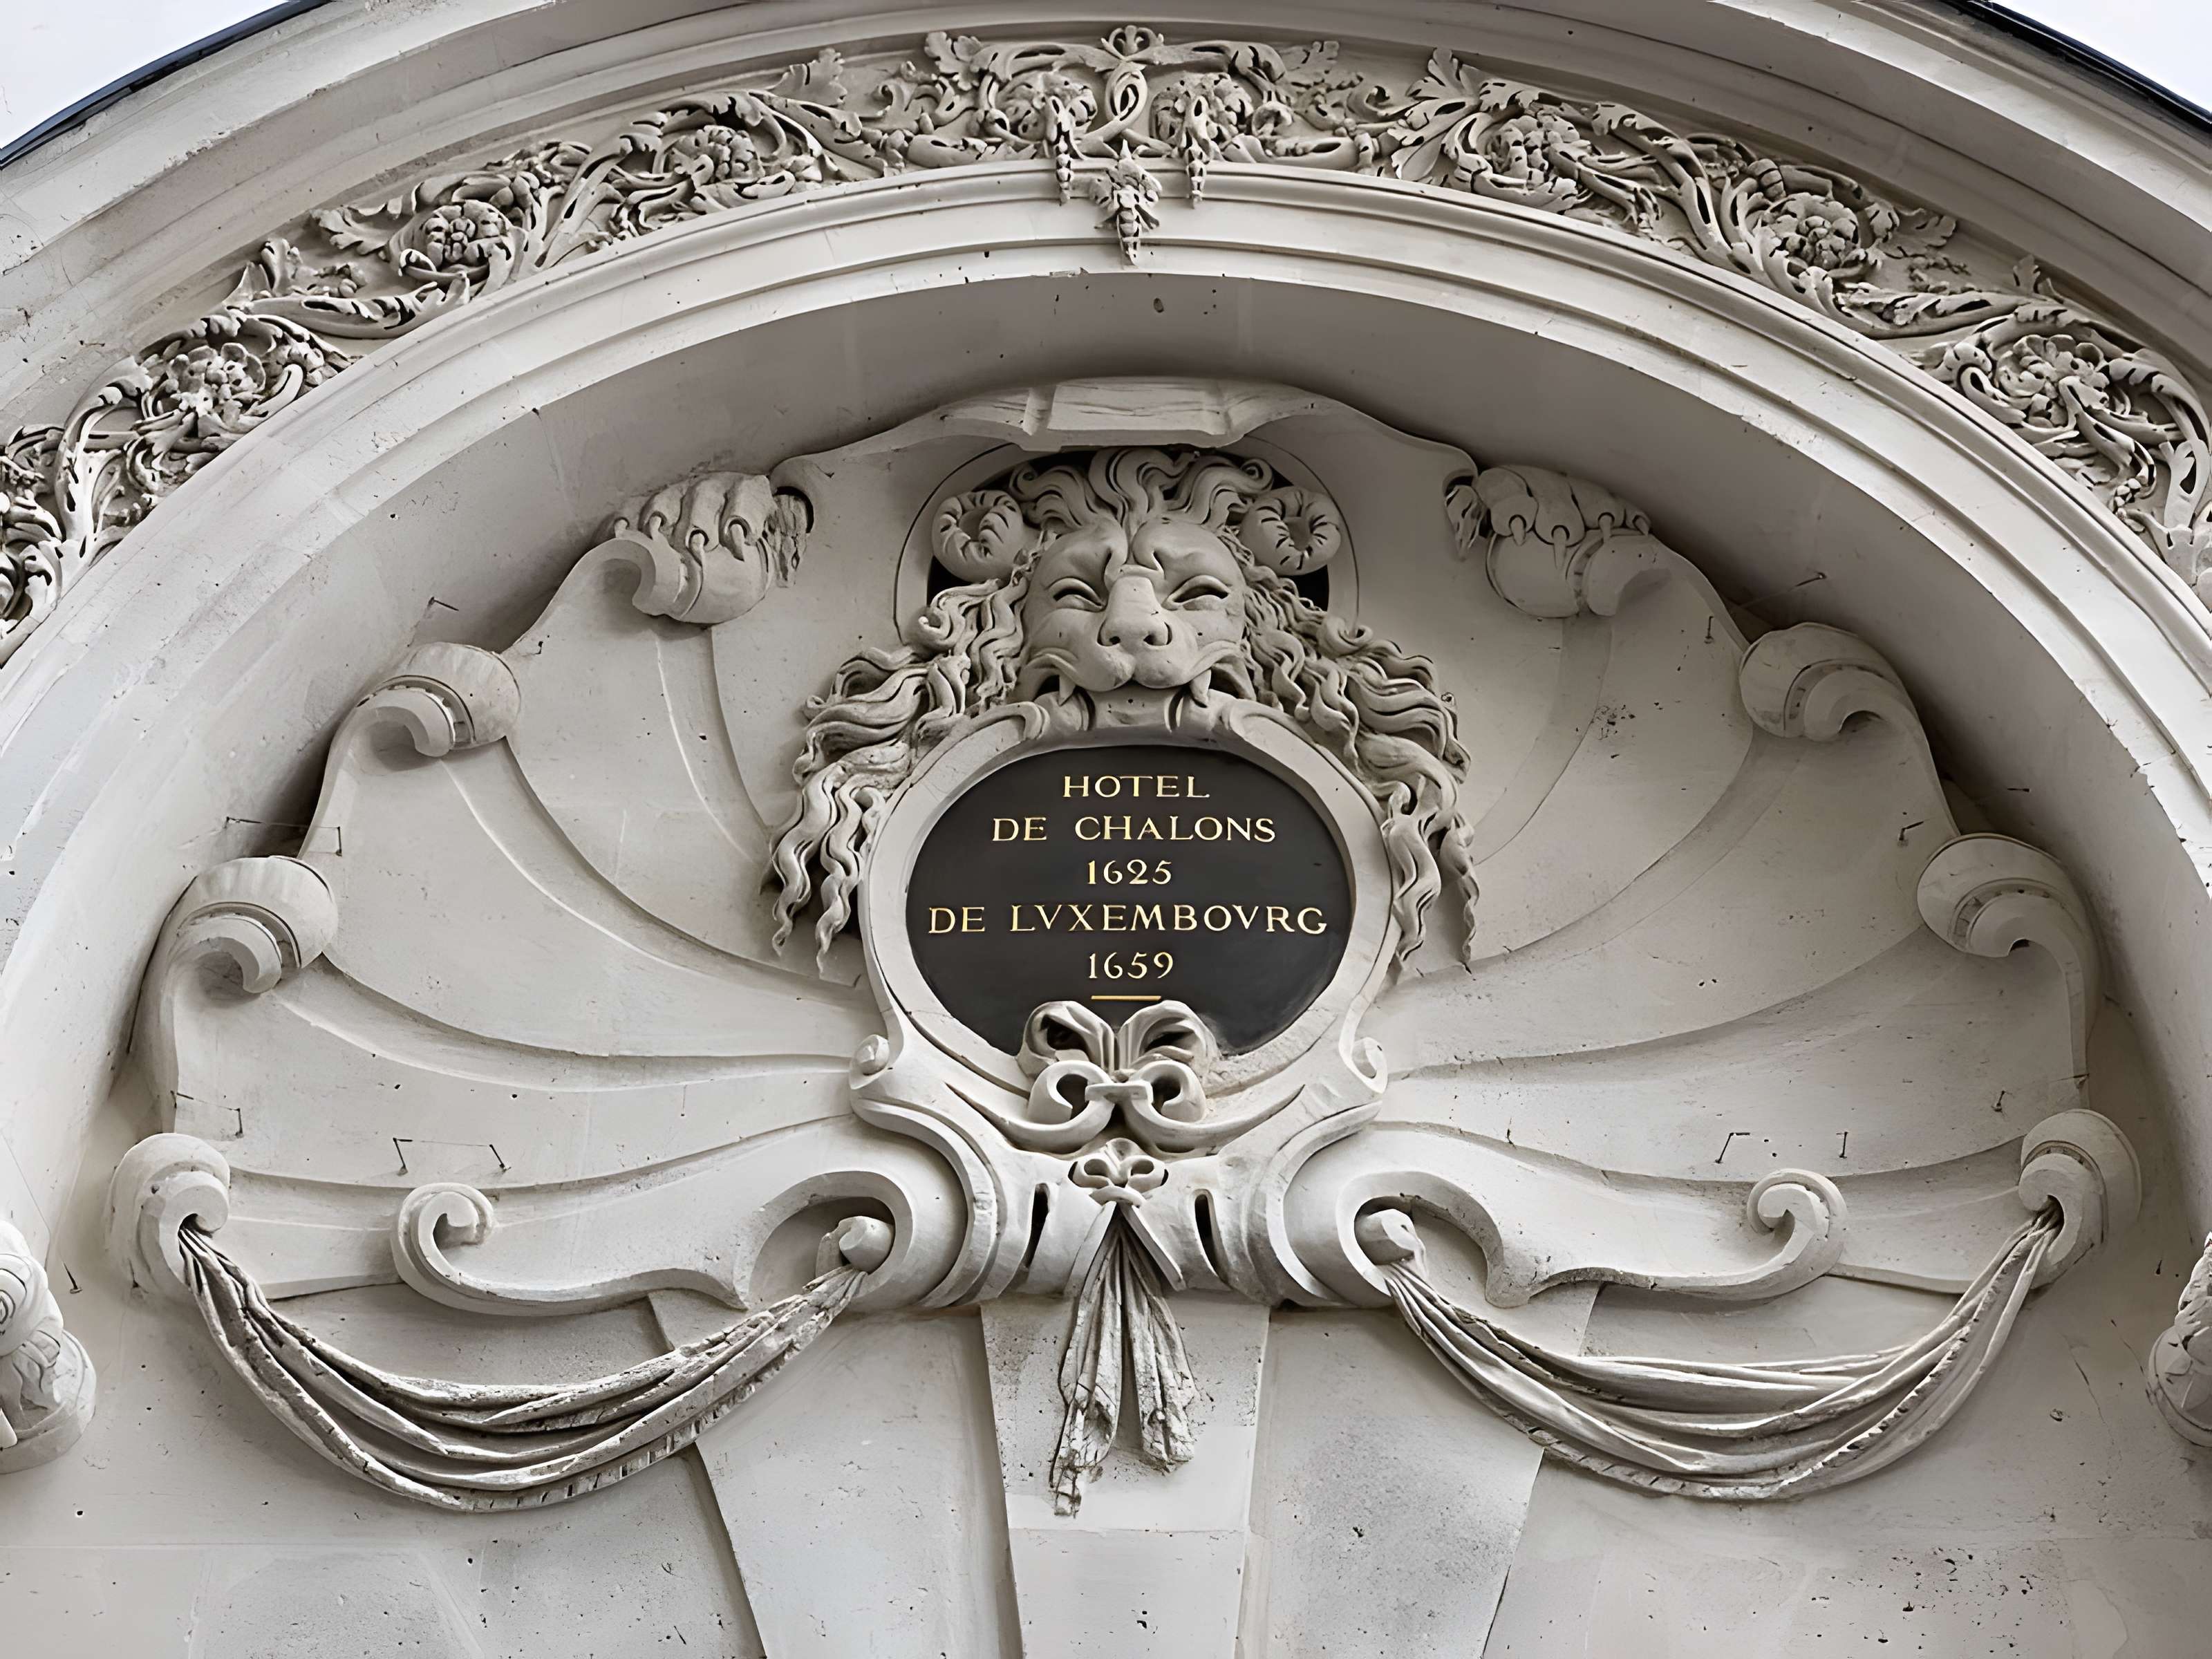 HOTEL
DE CHALONS
1625
DE LVXEMBOVRG
1659